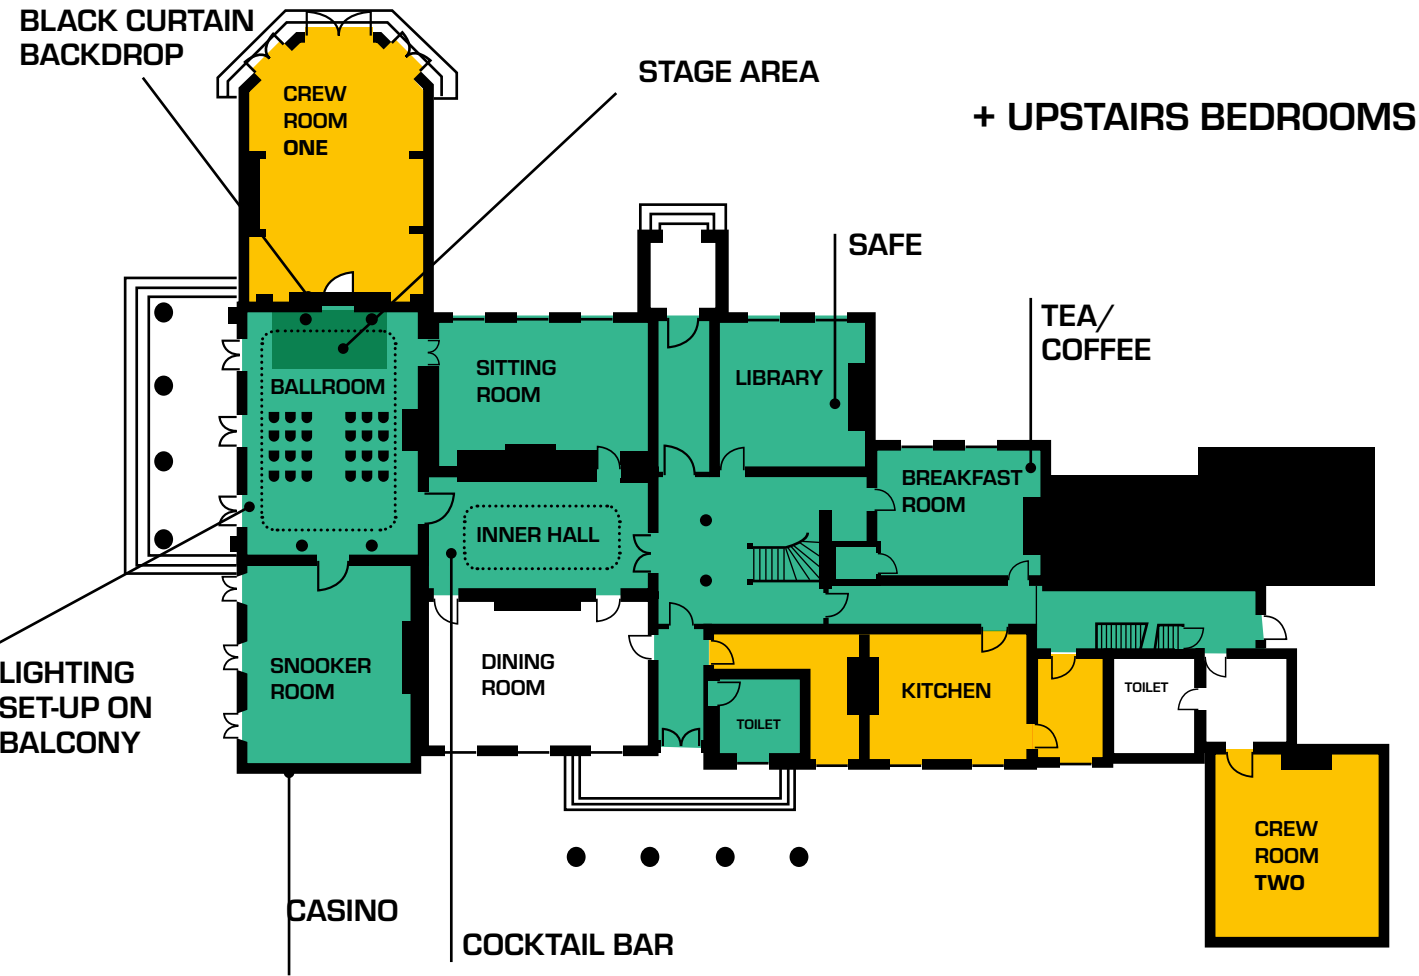 BLACK CURTAIN
BACKDROP
STAGE AREA
+ UPSTAIRS BEDROOMS
CREW
ROOM
ONE
SAFE
TEA/
COFFEE
SITTING
ROOM
LIBRARY
BALLROOM
BREAKFAST
ROOM
INNER HALL
LIGHTING
SET-UP ON
BALCONY
SNOOKER
ROOM
DINING
ROOM
KITCHEN
TOILET
TOILET
CREW
ROOM
TWO
CASINO
COCKTAIL BAR